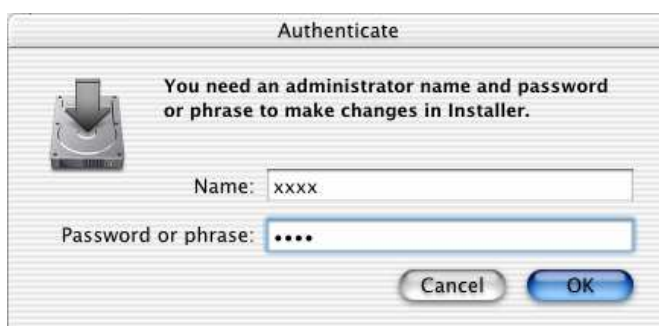 Authenticate
You need an administrator name and password
or phrase to make changes in Installer.
Name: xxxx
Password or phrase: ••••
Cancel OK